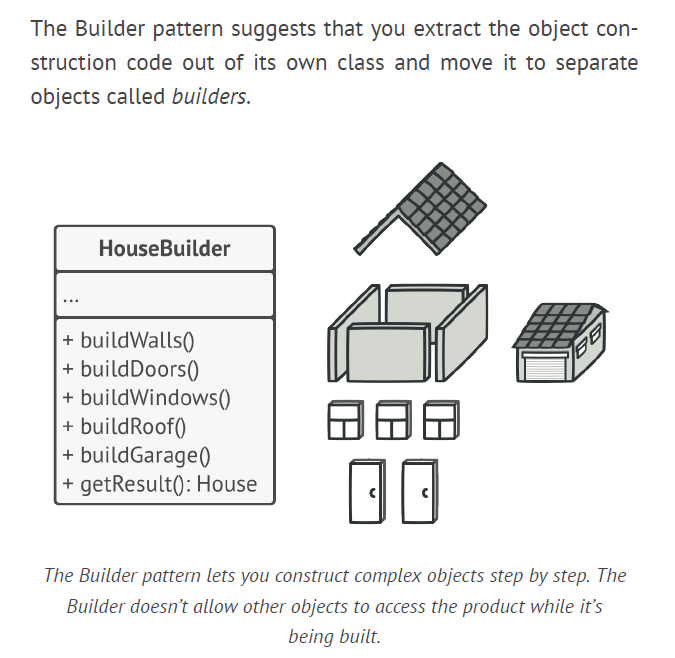 The Builder pattern suggests that you extract the object con-
struction code out of its own class and move it to separate
objects called builders.
HouseBuilder
...
+ buildWalls()
+ buildDoors()
+ buildWindows()
+ buildRoof()
+ buildGarage()
+ getResult(): House
The Builder pattern lets you construct complex objects step by step. The
Builder doesn’t allow other objects to access the product while it’s
being built.